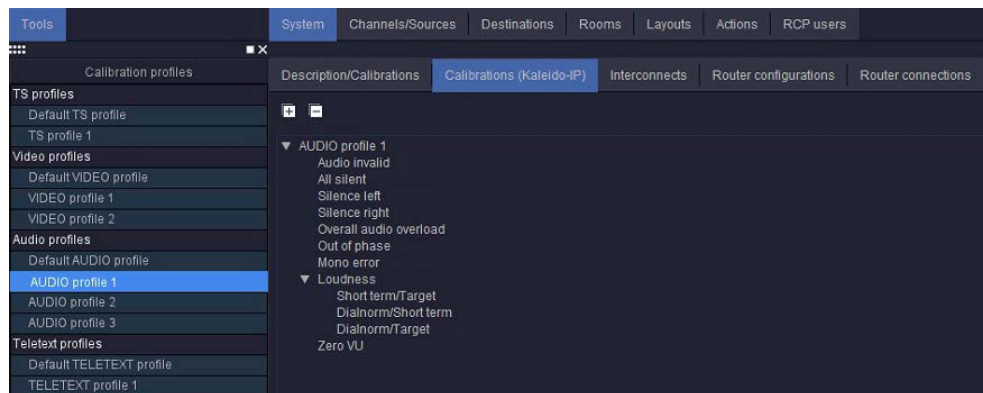 Tools
System Channels/Sources Destinations Rooms Layouts Actions RCP users
Calibration profiles
TS profiles
Default TS profile
TS profile 1
Video profiles
Default VIDEO profile
VIDEO profile 1
VIDEO profile 2
Audio profiles
Default AUDIO profile
AUDIO profile 1
AUDIO profile 2
AUDIO profile 3
Teletext profiles
Default TELETEXT profile
TELETEXT profile 1
Description/Calibrations Calibrations (Kaleido-IP) Interconnects Router configurations Router connections
AUDIO profile 1
Audio invalid
All silent
Silence left
Silence right
Overall audio overload
Out of phase
Mono error
Loudness
Short term/Target
Dialnorm/Short term
Dialnorm/Target
Zero VU